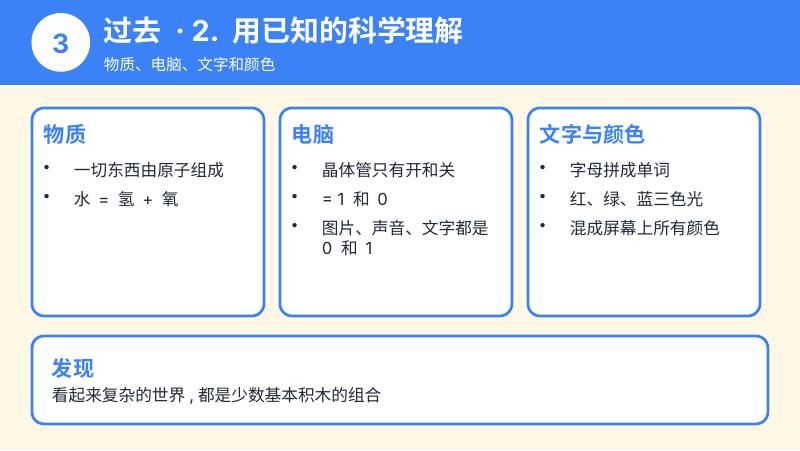 3
过去 · 2. 用已知的科学理解
物质、电脑、文字和颜色
物质
• 一切东西由原子组成
• 水 = 氢 + 氧
电脑
• 晶体管只有开和关
• = 1 和 0
• 图片、声音、文字都是
0 和 1
文字与颜色
• 字母拼成单词
• 红、绿、蓝三色光
• 混成屏幕上所有颜色
发现
看起来复杂的世界 , 都是少数基本积木的组合